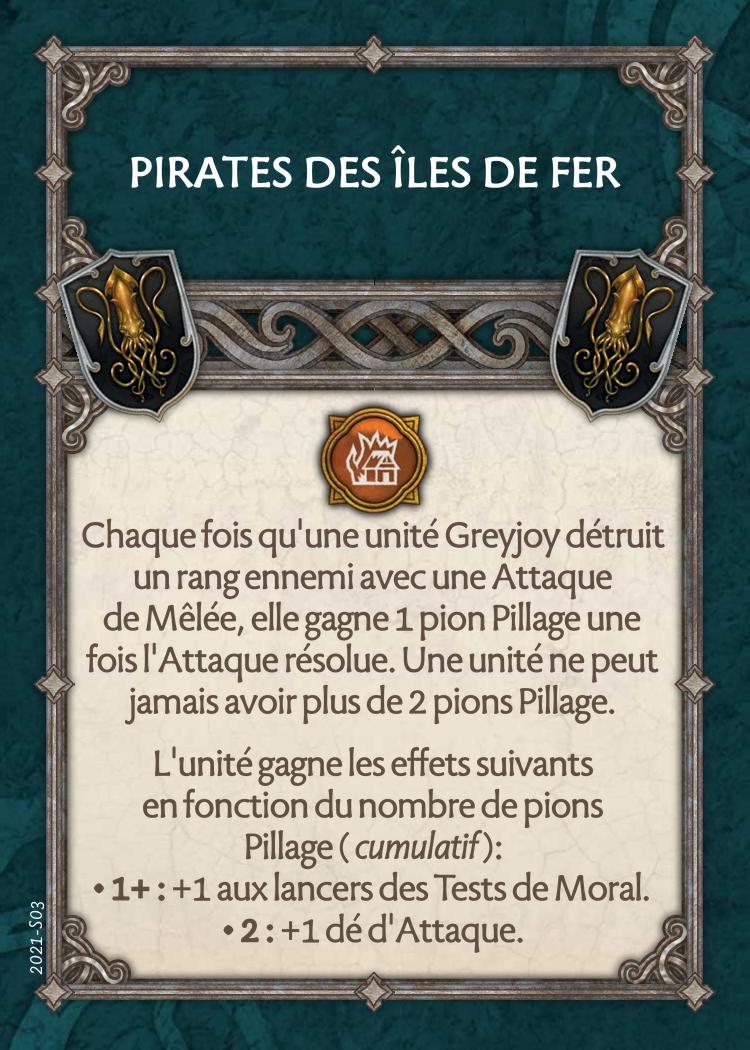 PIRATES DES ÎLES DE FER
Chaque fois qu'une unité Greyjoy détruit
un rang ennemi avec une Attaque
de Mêlée, elle gagne 1 pion Pillage une
fois l'Attaque résolue. Une unité ne peut
jamais avoir plus de 2 pions Pillage.
L'unité gagne les effets suivants
en fonction du nombre de pions
Pillage ( cumulatif ):
• 1+ : +1 aux lancers des Tests de Moral.
• 2 : +1 dé d'Attaque.
2021-S03